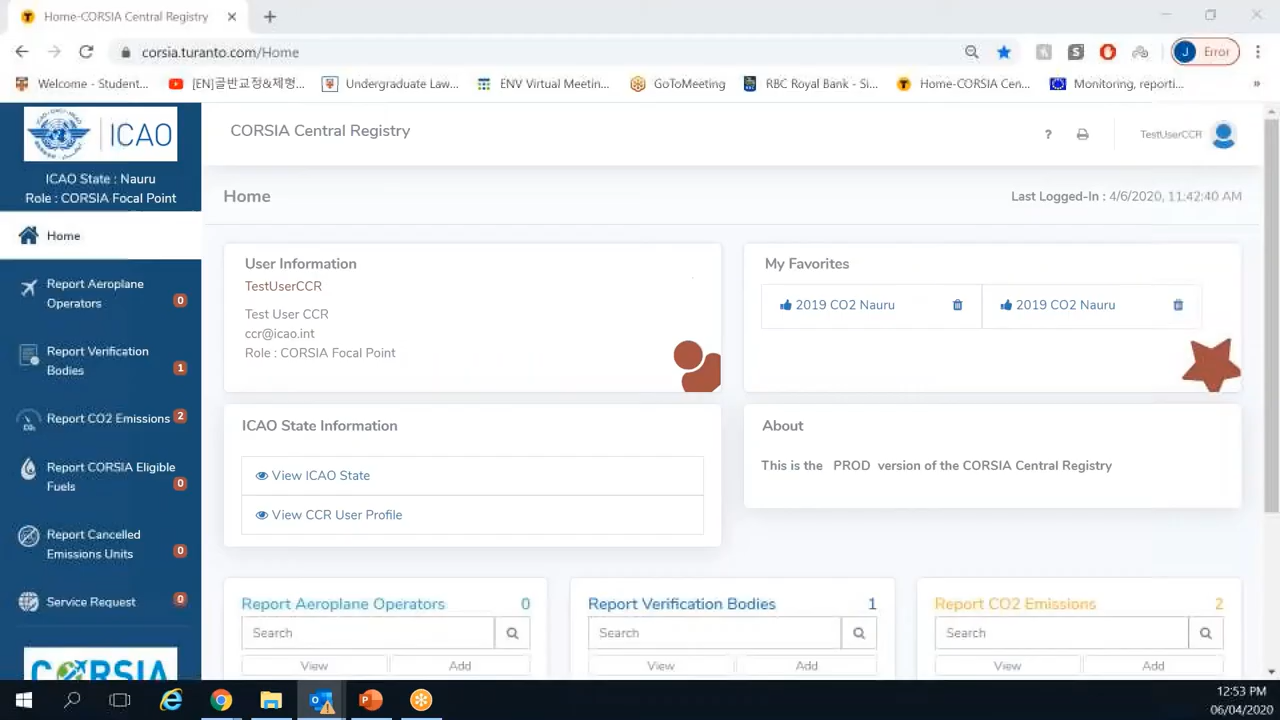 Home-CORSIA Central Registry
corsia.turanto.com/Home
S
J Error
Welcome - Student...
[EN]골반교정&체형...
Undergraduate Law...
ENV Virtual Meetin...
GoToMeeting
RBC Royal Bank - Si...
Home-CORSIA Cen...
Monitoring, reporti...
»
ICAO
ICAO State : Nauru
Role : CORSIA Focal Point
CORSIA Central Registry
?
TestUserCCR
Home
Last Logged-In : 4/6/2020, 11:42:40 AM
Home
Report Aeroplane
Operators
0
Report Verification
Bodies
1
Report CO2 Emissions
2
Report CORSIA Eligible
Fuels
0
Report Cancelled
Emissions Units
0
Service Request
0
CORSIA
User Information
TestUserCCR
Test User CCR
ccr@icao.int
Role : CORSIA Focal Point
My Favorites
2019 CO2 Nauru
2019 CO2 Nauru
ICAO State Information
View ICAO State
View CCR User Profile
About
This is the PROD version of the CORSIA Central Registry
Report Aeroplane Operators 0
Search
View Add
Report Verification Bodies 1
Search
View Add
Report CO2 Emissions 2
Search
View Add
12:53 PM
06/04/2020